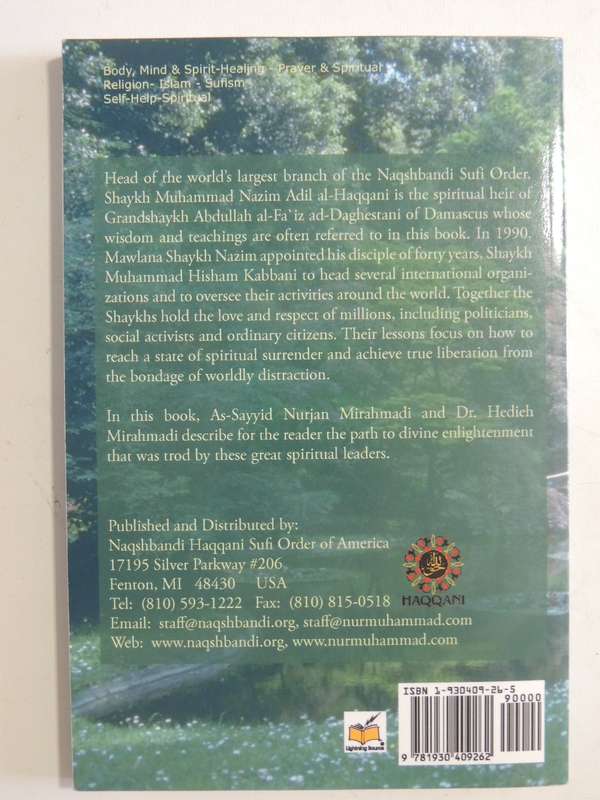 Body, Mind & Spirit-Healing - Prayer & Spiritual
Religion- Islam - Sufism
Self-Help-Spiritual
Head of the world's largest branch of the Naqshbandi Sufi Order,
Shaykh Muhammad Nazim Adil al-Haqqani is the spiritual heir of
Grandshaykh Abdullah al-Fa`iz ad-Daghestani of Damascus whose
wisdom and teachings are often referred to in this book. In 1990,
Mawlana Shaykh Nazim appointed his disciple of forty years, Shaykh
Muhammad Hisham Kabbani to head several international organi-
zations and to oversee their activities around the world. Together the
Shaykhs hold the love and respect of millions, including politicians,
social activists and ordinary citizens. Their lessons focus on how to
reach a state of spiritual surrender and achieve true liberation from
the bondage of worldly distraction.
In this book, As-Sayyid Nurjan Mirahmadi and Dr. Hedieh
Mirahmadi describe for the reader the path to divine enlightenment
that was trod by these great spiritual leaders.
Published and Distributed by:
Naqshbandi Haqqani Sufi Order of America
17195 Silver Parkway #206
Fenton, MI 48430 USA
Tel: (810) 593-1222 Fax: (810) 815-0518
Email: staff@naqshbandi.org, staff@nurmuhammad.com
Web: www.naqshbandi.org, www.nurmuhammad.com
HAQQANI
Lightning Source
ISBN 1-930409-26-5
90000
9 781930 409262